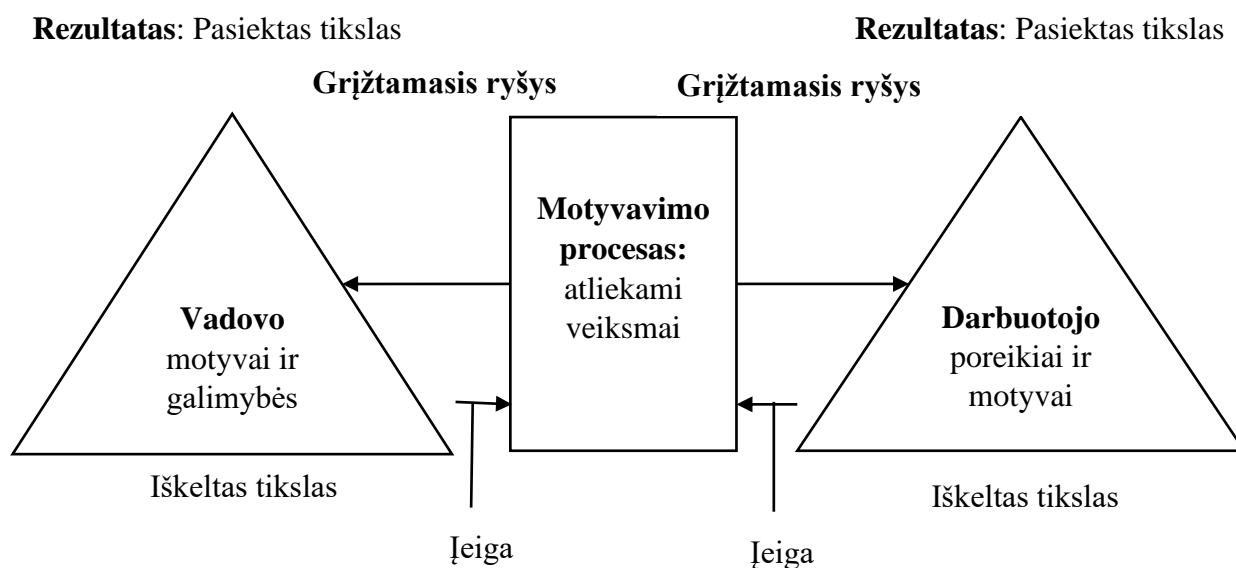 Rezultatas: Pasiektas tikslas
Rezultatas: Pasiektas tikslas
Grįžtamasis ryšys
Grįžtamasis ryšys
Vadovo
motyvai ir
galimybės
Motyvavimo
procesas:
atliekami
veiksmai
Darbuotojo
poreikiai ir
motyvai
Iškeltas tikslas
Iškeltas tikslas
Įeiga
Įeiga